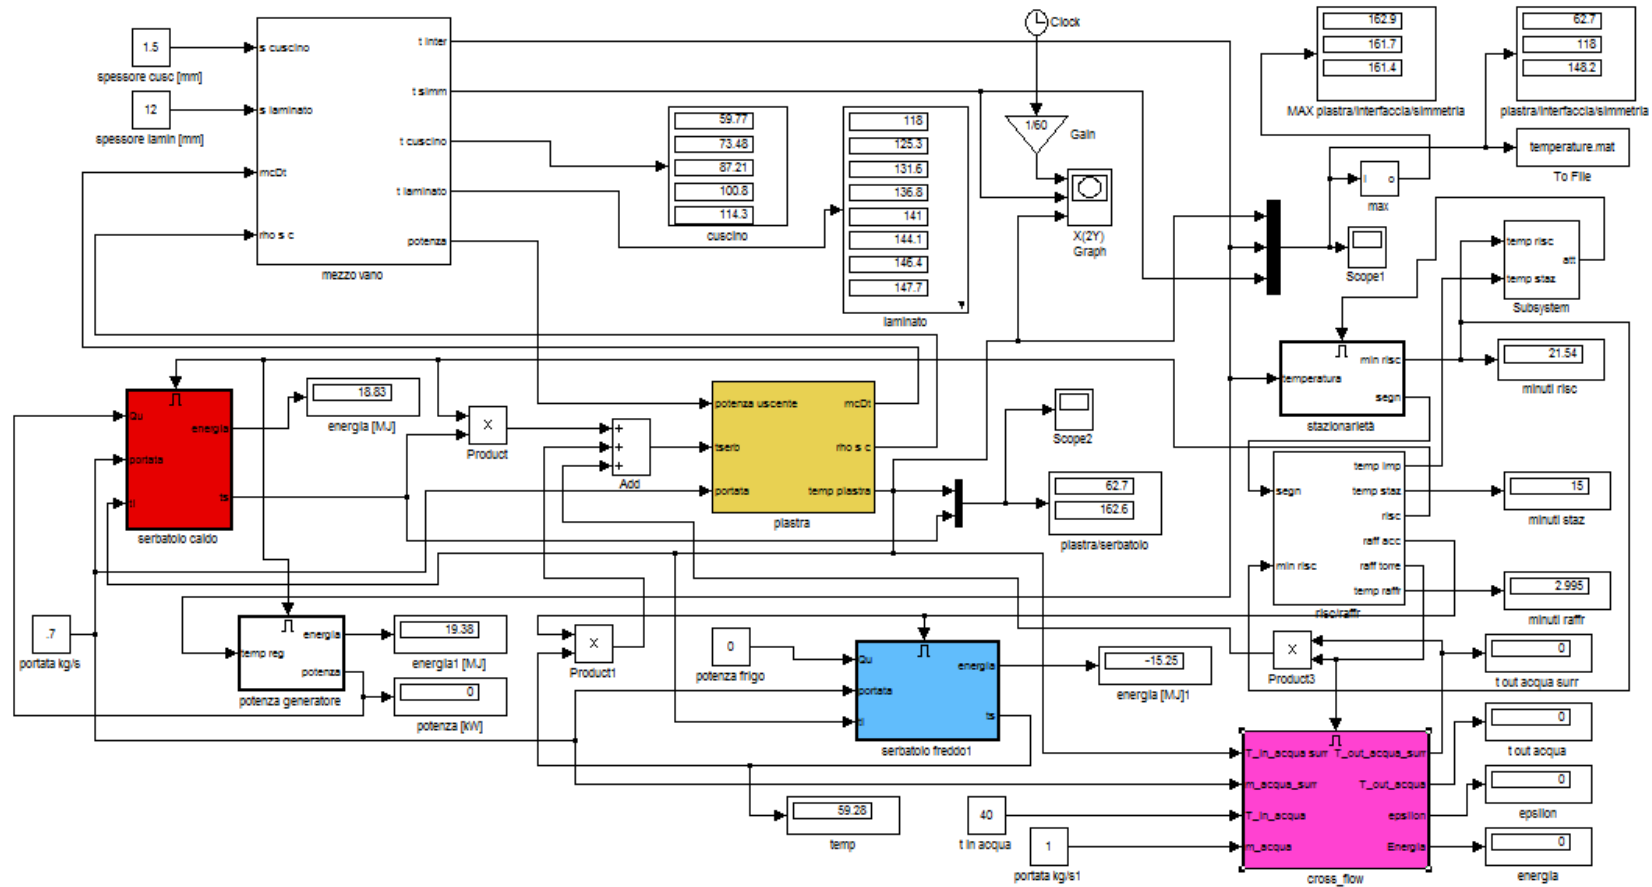 1.5
spessore cusc [mm]
12
spessore lamin [mm]
s cuscino
s laminato
mcDt
rho s c
t inter
t simm
t cuscino
t laminato
potenza
mezzo vano
59.77
73.48
87.21
100.8
114.3
cuscino
118
125.3
131.6
136.8
141
144.1
146.4
147.7
laminato
Clock
1/60
Gain
X(2Y)
Graph
162.9
161.7
161.4
MAX piastra/interfaccia/simmetria
62.7
118
148.2
piastra/interfaccia/simmetria
temperature.mat
To File
I
o
max
Scope1
temp risc
temp staz
att
Subsystem
temperatura
min risc
segn
stazionarietà
21.54
minuti risc
Qu
portata
ti
energia
ts
serbatoio caldo
18.83
energia [MJ]
X
Product
+
+
+
Add
potenza uscente
tserb
portata
mcDt
rho s c
temp piastra
piastra
Scope2
62.7
162.6
piastra/serbatoio
segn
min risc
temp imp
temp staz
risc
raff acc
raff torre
temp raffr
risc/raffr
15
minuti staz
2.995
minuti raffr
.7
portata kg/s
temp reg
energia
potenza
potenza generatore
19.38
energia1 [MJ]
0
potenza [kW]
X
Product1
0
potenza frigo
Qu
portata
ti
energia
ts
serbatoio freddo1
-15.25
energia [MJ]1
X
Product3
0
t out acqua surr
0
t out acqua
0
epsilon
0
energia
T_in_acqua surr
m_acqua_surr
T_in_acqua
m_acqua
T_out_acqua_surr
T_out_acqua
epsilon
Energia
cross_flow
59.28
temp
40
t in acqua
1
portata kg/s1